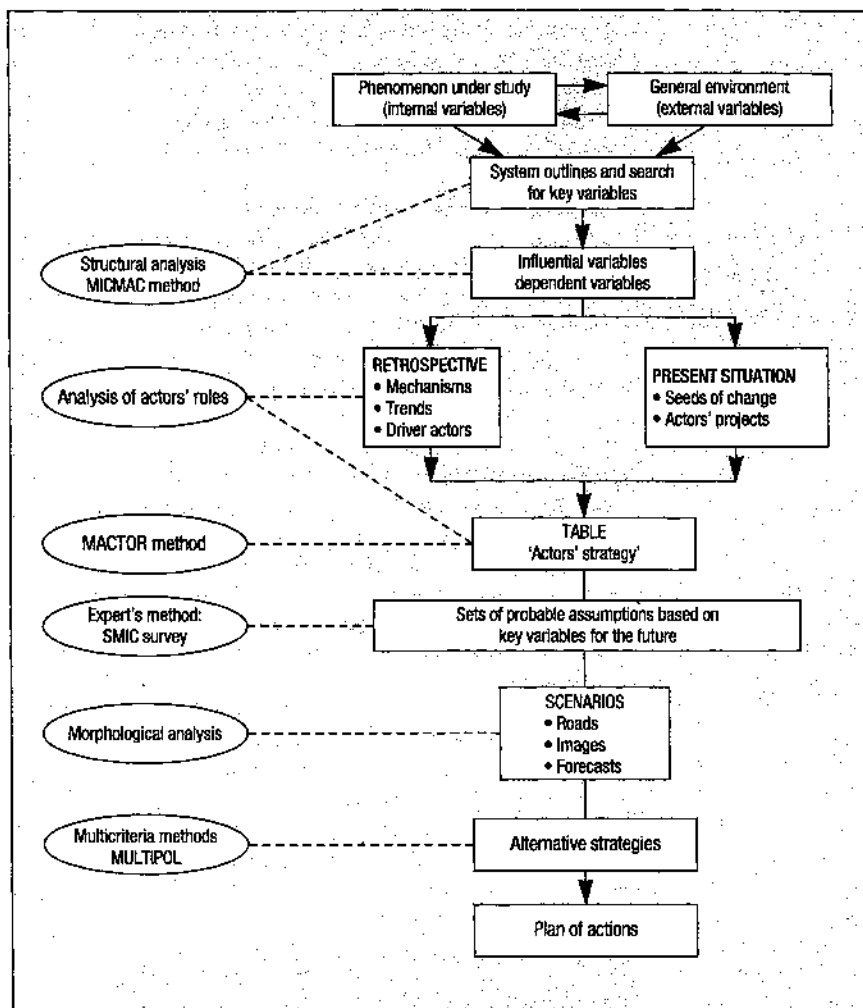 Phenomenon under study
(internal variables)
General environment
(external variables)
System outlines and search
for key variables
Structural analysis
MICMAC method
Influential variables
dependent variables
Analysis of actors' roles
RETROSPECTIVE
• Mechanisms
• Trends
• Driver actors
PRESENT SITUATION
• Seeds of change
• Actors' projects
MACTOR method
TABLE
'Actors' strategy'
Expert's method:
SMIC survey
Sets of probable assumptions based on
key variables for the future
Morphological analysis
SCENARIOS
• Roads
• Images
• Forecasts
Multicriteria methods
MULTIPOL
Alternative strategies
Plan of actions